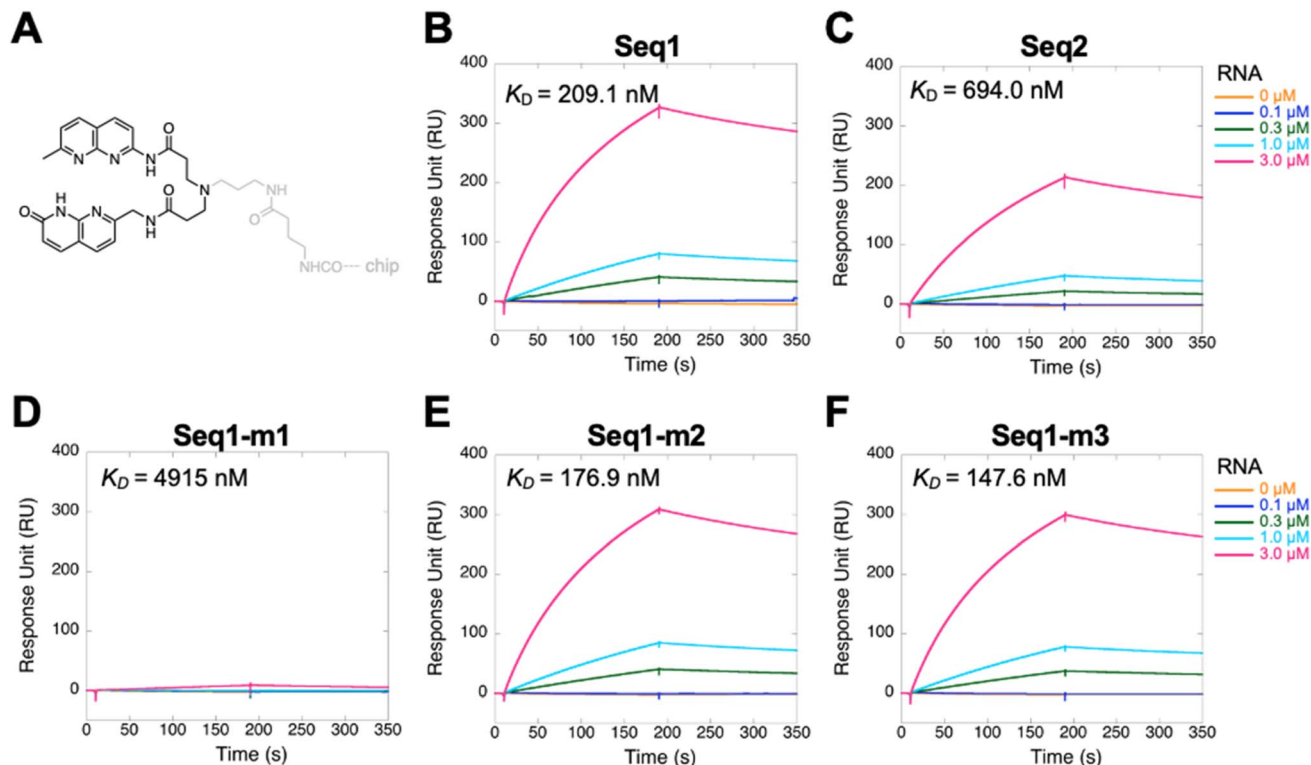 A
N
N
N
H
O
N
O
H
N
N
N
H
O
N
H
N
O
NHCO--- chip
B
Seq1
K_D = 209.1 nM
Response Unit (RU)
400
300
200
100
0
0 50 100 150 200 250 300 350
Time (s)
C
Seq2
K_D = 694.0 nM
Response Unit (RU)
400
300
200
100
0
0 50 100 150 200 250 300 350
Time (s)
RNA
0 µM
0.1 µM
0.3 µM
1.0 µM
3.0 µM
D
Seq1-m1
K_D = 4915 nM
Response Unit (RU)
400
300
200
100
0
0 50 100 150 200 250 300 350
Time (s)
E
Seq1-m2
K_D = 176.9 nM
Response Unit (RU)
400
300
200
100
0
0 50 100 150 200 250 300 350
Time (s)
F
Seq1-m3
K_D = 147.6 nM
Response Unit (RU)
400
300
200
100
0
0 50 100 150 200 250 300 350
Time (s)
RNA
0 µM
0.1 µM
0.3 µM
1.0 µM
3.0 µM